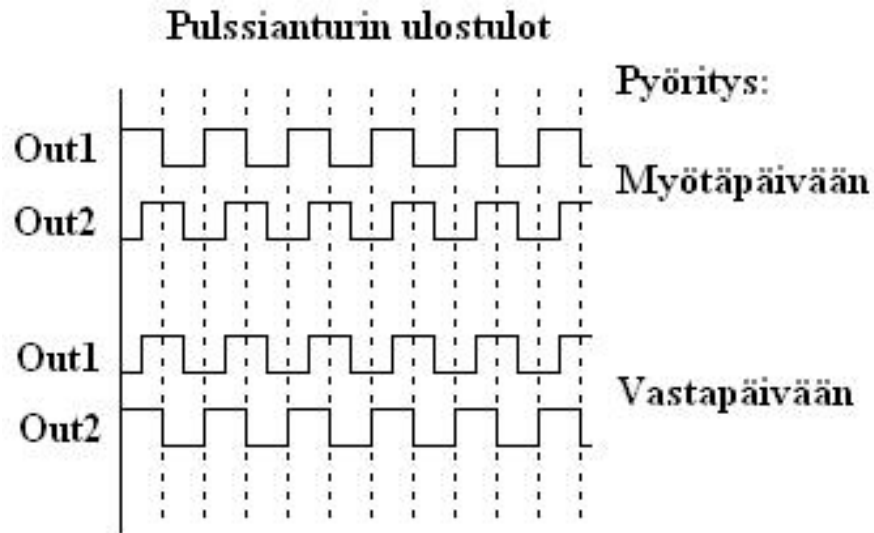 Pulssianturin ulostulot
Pyöritys:
Out1
Myötäpäivään
Out2
Out1
Vastapäivään
Out2